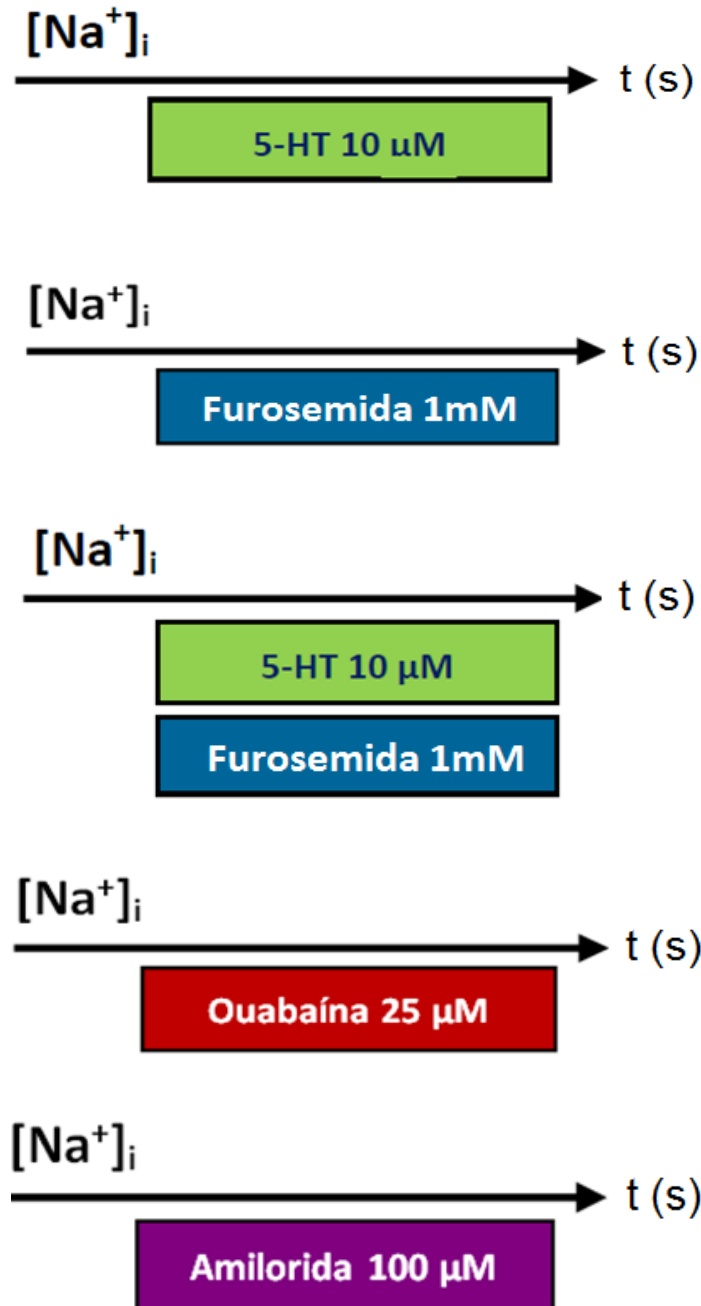 [Na⁺]ᵢ
t (s)
5-HT 10 µM
[Na⁺]ᵢ
t (s)
Furosemida 1mM
[Na⁺]ᵢ
t (s)
5-HT 10 µM
Furosemida 1mM
[Na⁺]ᵢ
t (s)
Ouabaína 25 µM
[Na⁺]ᵢ
t (s)
Amilorida 100 µM